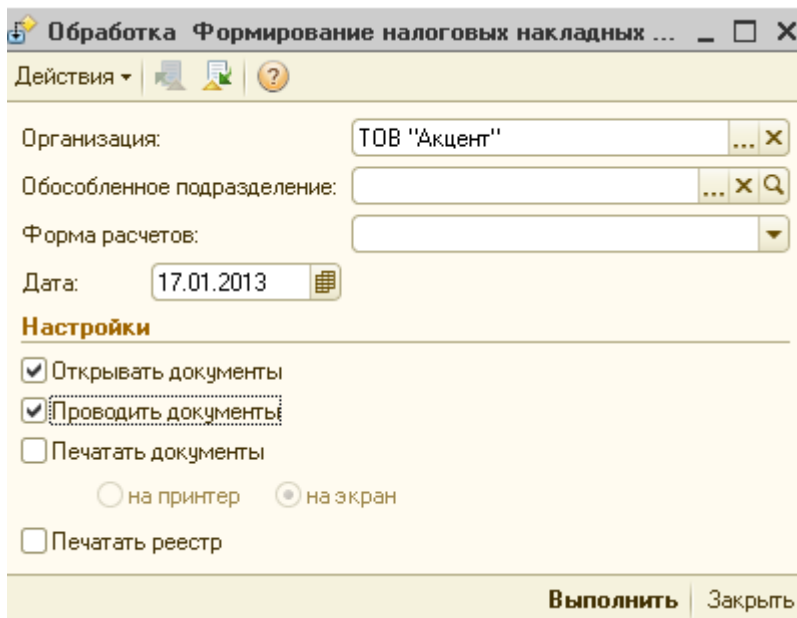 Обработка Формирование налоговых накладных ...
Действия
Организация: ТОВ "Акцент"
Обособленное подразделение:
Форма расчетов:
Дата: 17.01.2013
Настройки
Открывать документы
Проводить документы
Печатать документы
на принтер на экран
Печатать реестр
Выполнить Закрыть